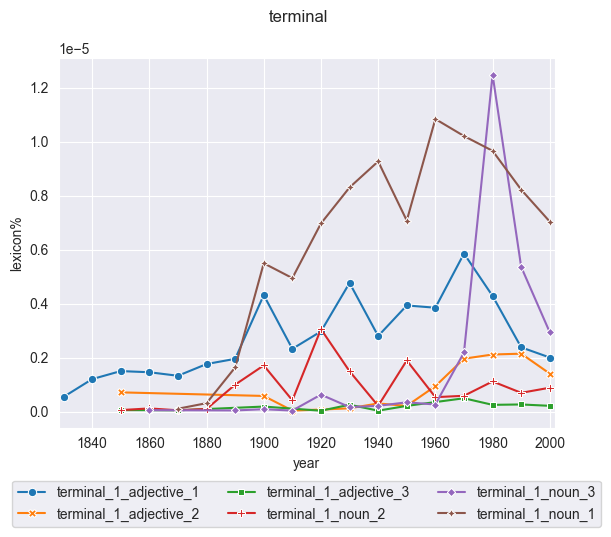 terminal
1e−5
1.2
1.0
0.8
0.6
0.4
0.2
0.0
lexicon%
1840 1860 1880 1900 1920 1940 1960 1980 2000
year
terminal_1_adjective_1 terminal_1_adjective_3 terminal_1_noun_3
terminal_1_adjective_2 terminal_1_noun_2 terminal_1_noun_1